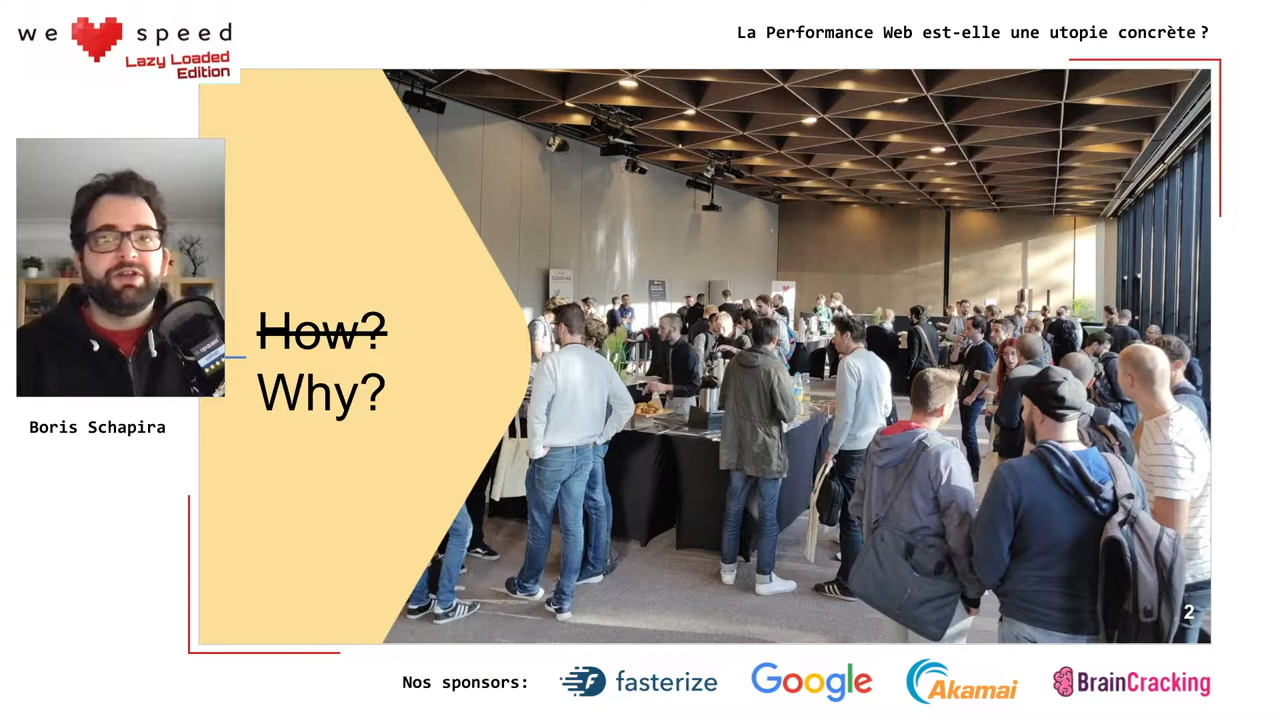 we speed
Lazy Loaded
Edition
La Performance Web est-elle une utopie concrète ?
How?
Why?
Boris Schapira
2
Nos sponsors:
fasterize
Google
Akamai
BrainCracking